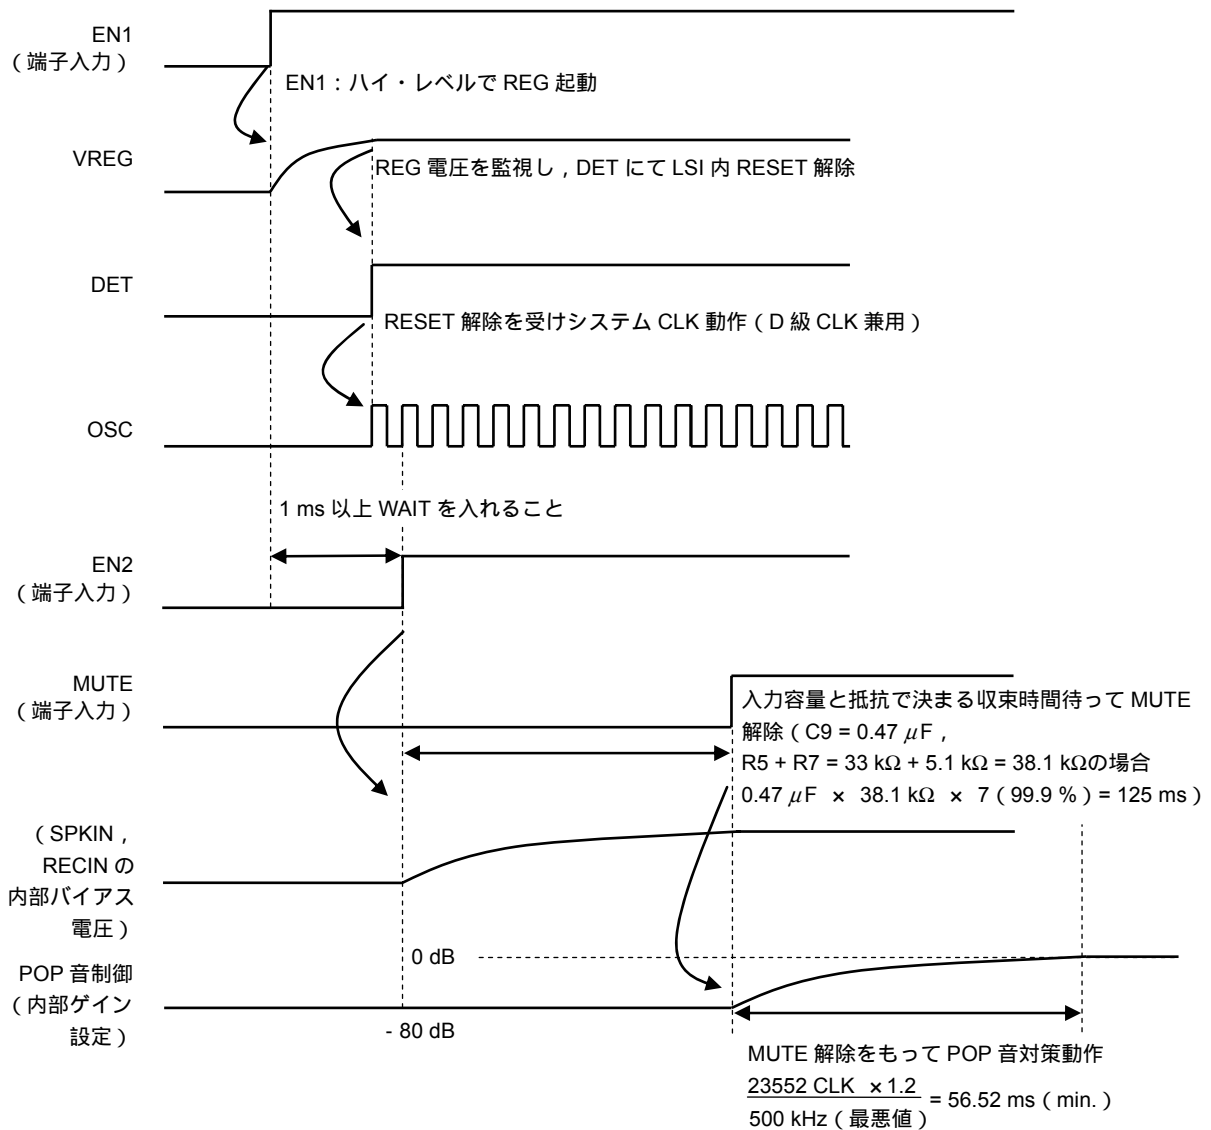 EN1
（端子入力）
EN1：ハイ・レベルで REG 起動
VREG
REG 電圧を監視し，DET にて LSI 内 RESET 解除
DET
RESET 解除を受けシステム CLK 動作（D 級 CLK 兼用）
OSC
1 ms 以上 WAIT を入れること
EN2
（端子入力）
MUTE
（端子入力）
入力容量と抵抗で決まる収束時間待って MUTE
解除（C9 = 0.47 μF，
R5 + R7 = 33 kΩ + 5.1 kΩ = 38.1 kΩの場合
0.47 μF × 38.1 kΩ × 7（99.9 %）= 125 ms）
（SPKIN，
RECIN の
内部バイアス
電圧）
0 dB
POP 音制御
（内部ゲイン
設定）
- 80 dB
MUTE 解除をもって POP 音対策動作
23552 CLK ×1.2
500 kHz（最悪値）
= 56.52 ms（min.）